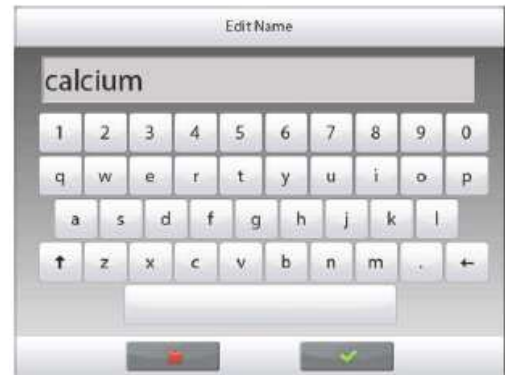 Edit Name
calcium
1 2 3 4 5 6 7 8 9 0
q w e r t y u i o p
a s d f g h j k l
↑ z x c v b n m . ←